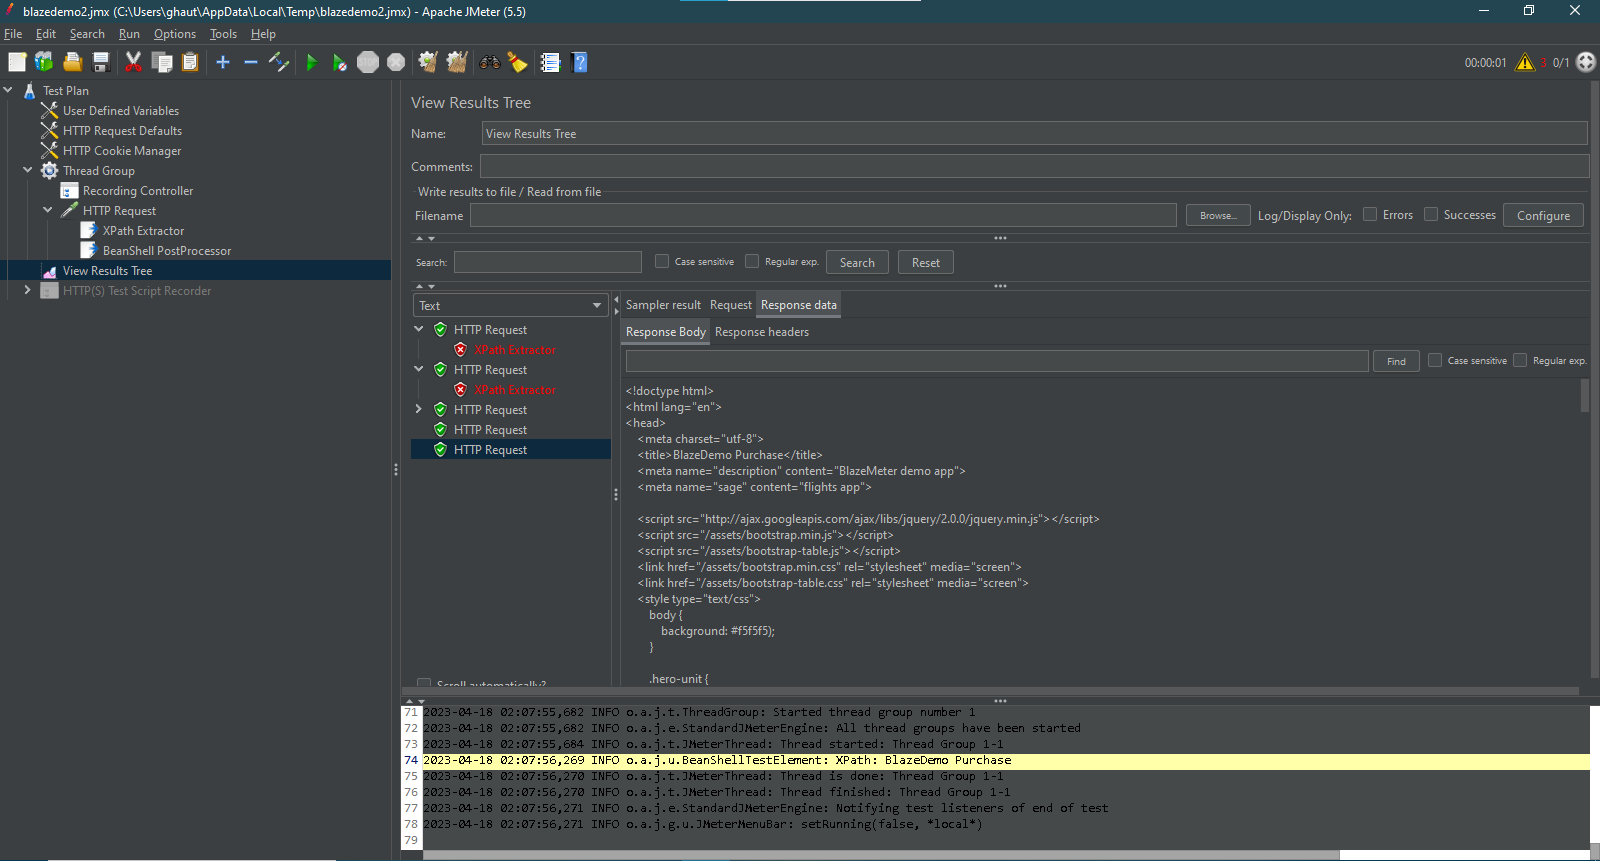 blazedemo2.jmx (C:\Users\ghaut\AppData\Local\Temp\blazedemo2.jmx) - Apache JMeter (5.5)
File Edit Search Run Options Tools Help
STOP
00:00:01 3 0/1
Test Plan
User Defined Variables
HTTP Request Defaults
HTTP Cookie Manager
Thread Group
Recording Controller
HTTP Request
XPath Extractor
BeanShell PostProcessor
View Results Tree
HTTP(S) Test Script Recorder
View Results Tree
Name: View Results Tree
Comments:
Write results to file / Read from file
Filename Browse... Log/Display Only: Errors Successes Configure
Search: Case sensitive Regular exp. Search Reset
Text
HTTP Request
XPath Extractor
HTTP Request
XPath Extractor
HTTP Request
HTTP Request
HTTP Request
Scroll automatically?
Sampler result Request Response data
Response Body Response headers
Find Case sensitive Regular exp.
<!doctype html>
<html lang="en">
<head>
<meta charset="utf-8">
<title>BlazeDemo Purchase</title>
<meta name="description" content="BlazeMeter demo app">
<meta name="sage" content="flights app">
<script src="http://ajax.googleapis.com/ajax/libs/jquery/2.0.0/jquery.min.js"></script>
<script src="/assets/bootstrap.min.js"></script>
<script src="/assets/bootstrap-table.js"></script>
<link href="/assets/bootstrap.min.css" rel="stylesheet" media="screen">
<link href="/assets/bootstrap-table.css" rel="stylesheet" media="screen">
<style type="text/css">
body {
background: #f5f5f5);
}
.hero-unit {
71 2023-04-18 02:07:55,682 INFO o.a.j.t.ThreadGroup: Started thread group number 1
72 2023-04-18 02:07:55,682 INFO o.a.j.e.StandardJMeterEngine: All thread groups have been started
73 2023-04-18 02:07:55,684 INFO o.a.j.t.JMeterThread: Thread started: Thread Group 1-1
74 2023-04-18 02:07:56,269 INFO o.a.j.u.BeanShellTestElement: XPath: BlazeDemo Purchase
75 2023-04-18 02:07:56,270 INFO o.a.j.t.JMeterThread: Thread is done: Thread Group 1-1
76 2023-04-18 02:07:56,270 INFO o.a.j.t.JMeterThread: Thread finished: Thread Group 1-1
77 2023-04-18 02:07:56,271 INFO o.a.j.e.StandardJMeterEngine: Notifying test listeners of end of test
78 2023-04-18 02:07:56,271 INFO o.a.j.g.u.JMeterMenuBar: setRunning(false, *local*)
79